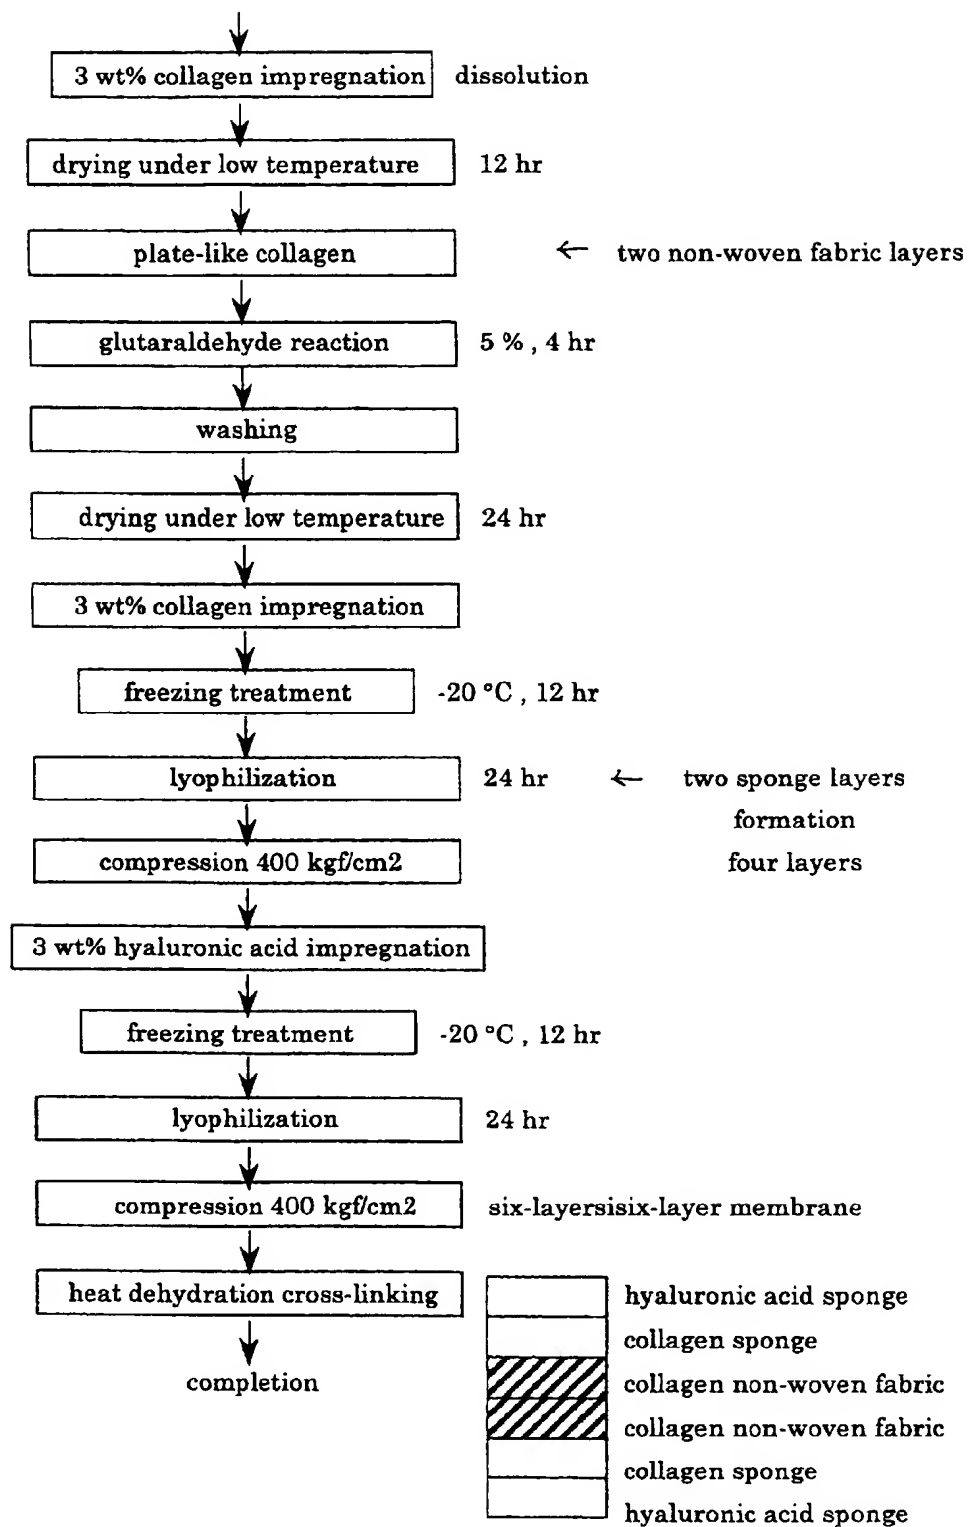 3 wt% collagen impregnation dissolution
drying under low temperature 12 hr
plate-like collagen ← two non-woven fabric layers
glutaraldehyde reaction 5 % , 4 hr
washing
drying under low temperature 24 hr
3 wt% collagen impregnation
freezing treatment -20 °C , 12 hr
lyophilization 24 hr ← two sponge layers
formation
compression 400 kgf/cm2 four layers
3 wt% hyaluronic acid impregnation
freezing treatment -20 °C , 12 hr
lyophilization 24 hr
compression 400 kgf/cm2 six-layersisix-layer membrane
heat dehydration cross-linking
completion
hyaluronic acid sponge
collagen sponge
collagen non-woven fabric
collagen non-woven fabric
collagen sponge
hyaluronic acid sponge